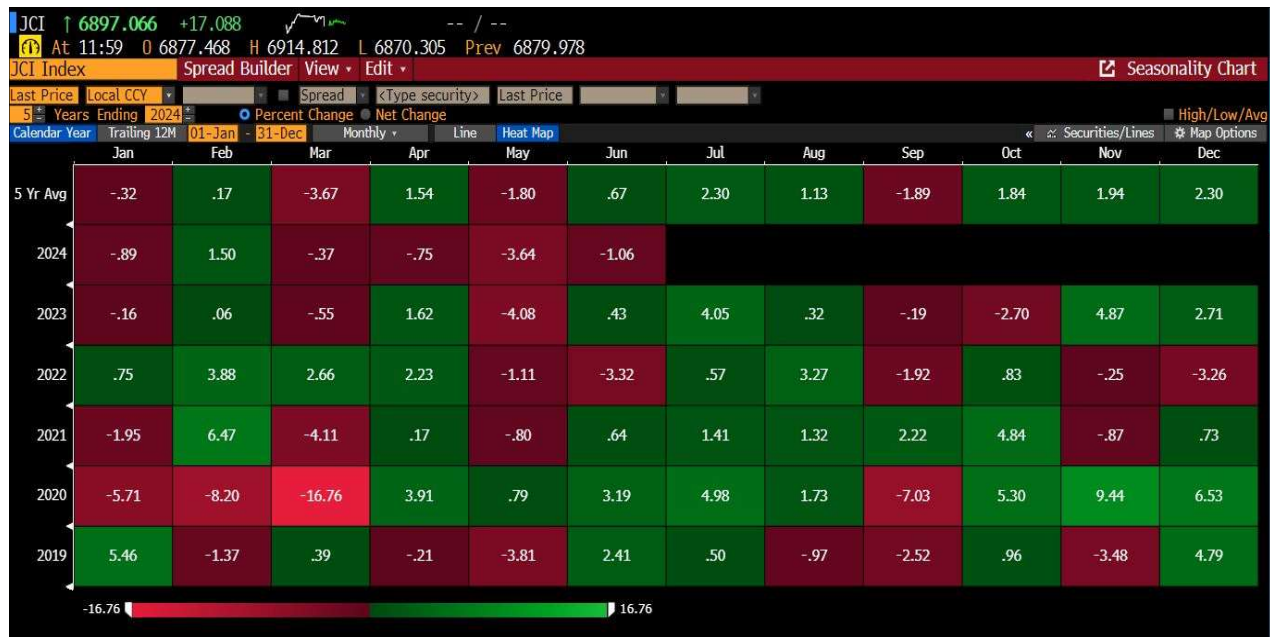 JCI ↑ 6897.066 +17.088 -- / --
At 11:59 O 6877.468 H 6914.812 L 6870.305 Prev 6879.978
JCI Index Spread Builder View Edit Seasonality Chart
Last Price Local CCY Spread <Type security> Last Price
5 Years Ending 2024 Percent Change Net Change High/Low/Avg
Calendar Year Trailing 12M 01-Jan - 31-Dec Monthly Line Heat Map « Securities/Lines Map Options
Jan Feb Mar Apr May Jun Jul Aug Sep Oct Nov Dec
5 Yr Avg -.32 .17 -3.67 1.54 -1.80 .67 2.30 1.13 -1.89 1.84 1.94 2.30
2024 -.89 1.50 -.37 -.75 -3.64 -1.06
2023 -.16 .06 -.55 1.62 -4.08 .43 4.05 .32 -.19 -2.70 4.87 2.71
2022 .75 3.88 2.66 2.23 -1.11 -3.32 .57 3.27 -1.92 .83 -.25 -3.26
2021 -1.95 6.47 -4.11 .17 -.80 .64 1.41 1.32 2.22 4.84 -.87 .73
2020 -5.71 -8.20 -16.76 3.91 .79 3.19 4.98 1.73 -7.03 5.30 9.44 6.53
2019 5.46 -1.37 .39 -.21 -3.81 2.41 .50 -.97 -2.52 .96 -3.48 4.79
-16.76 16.76